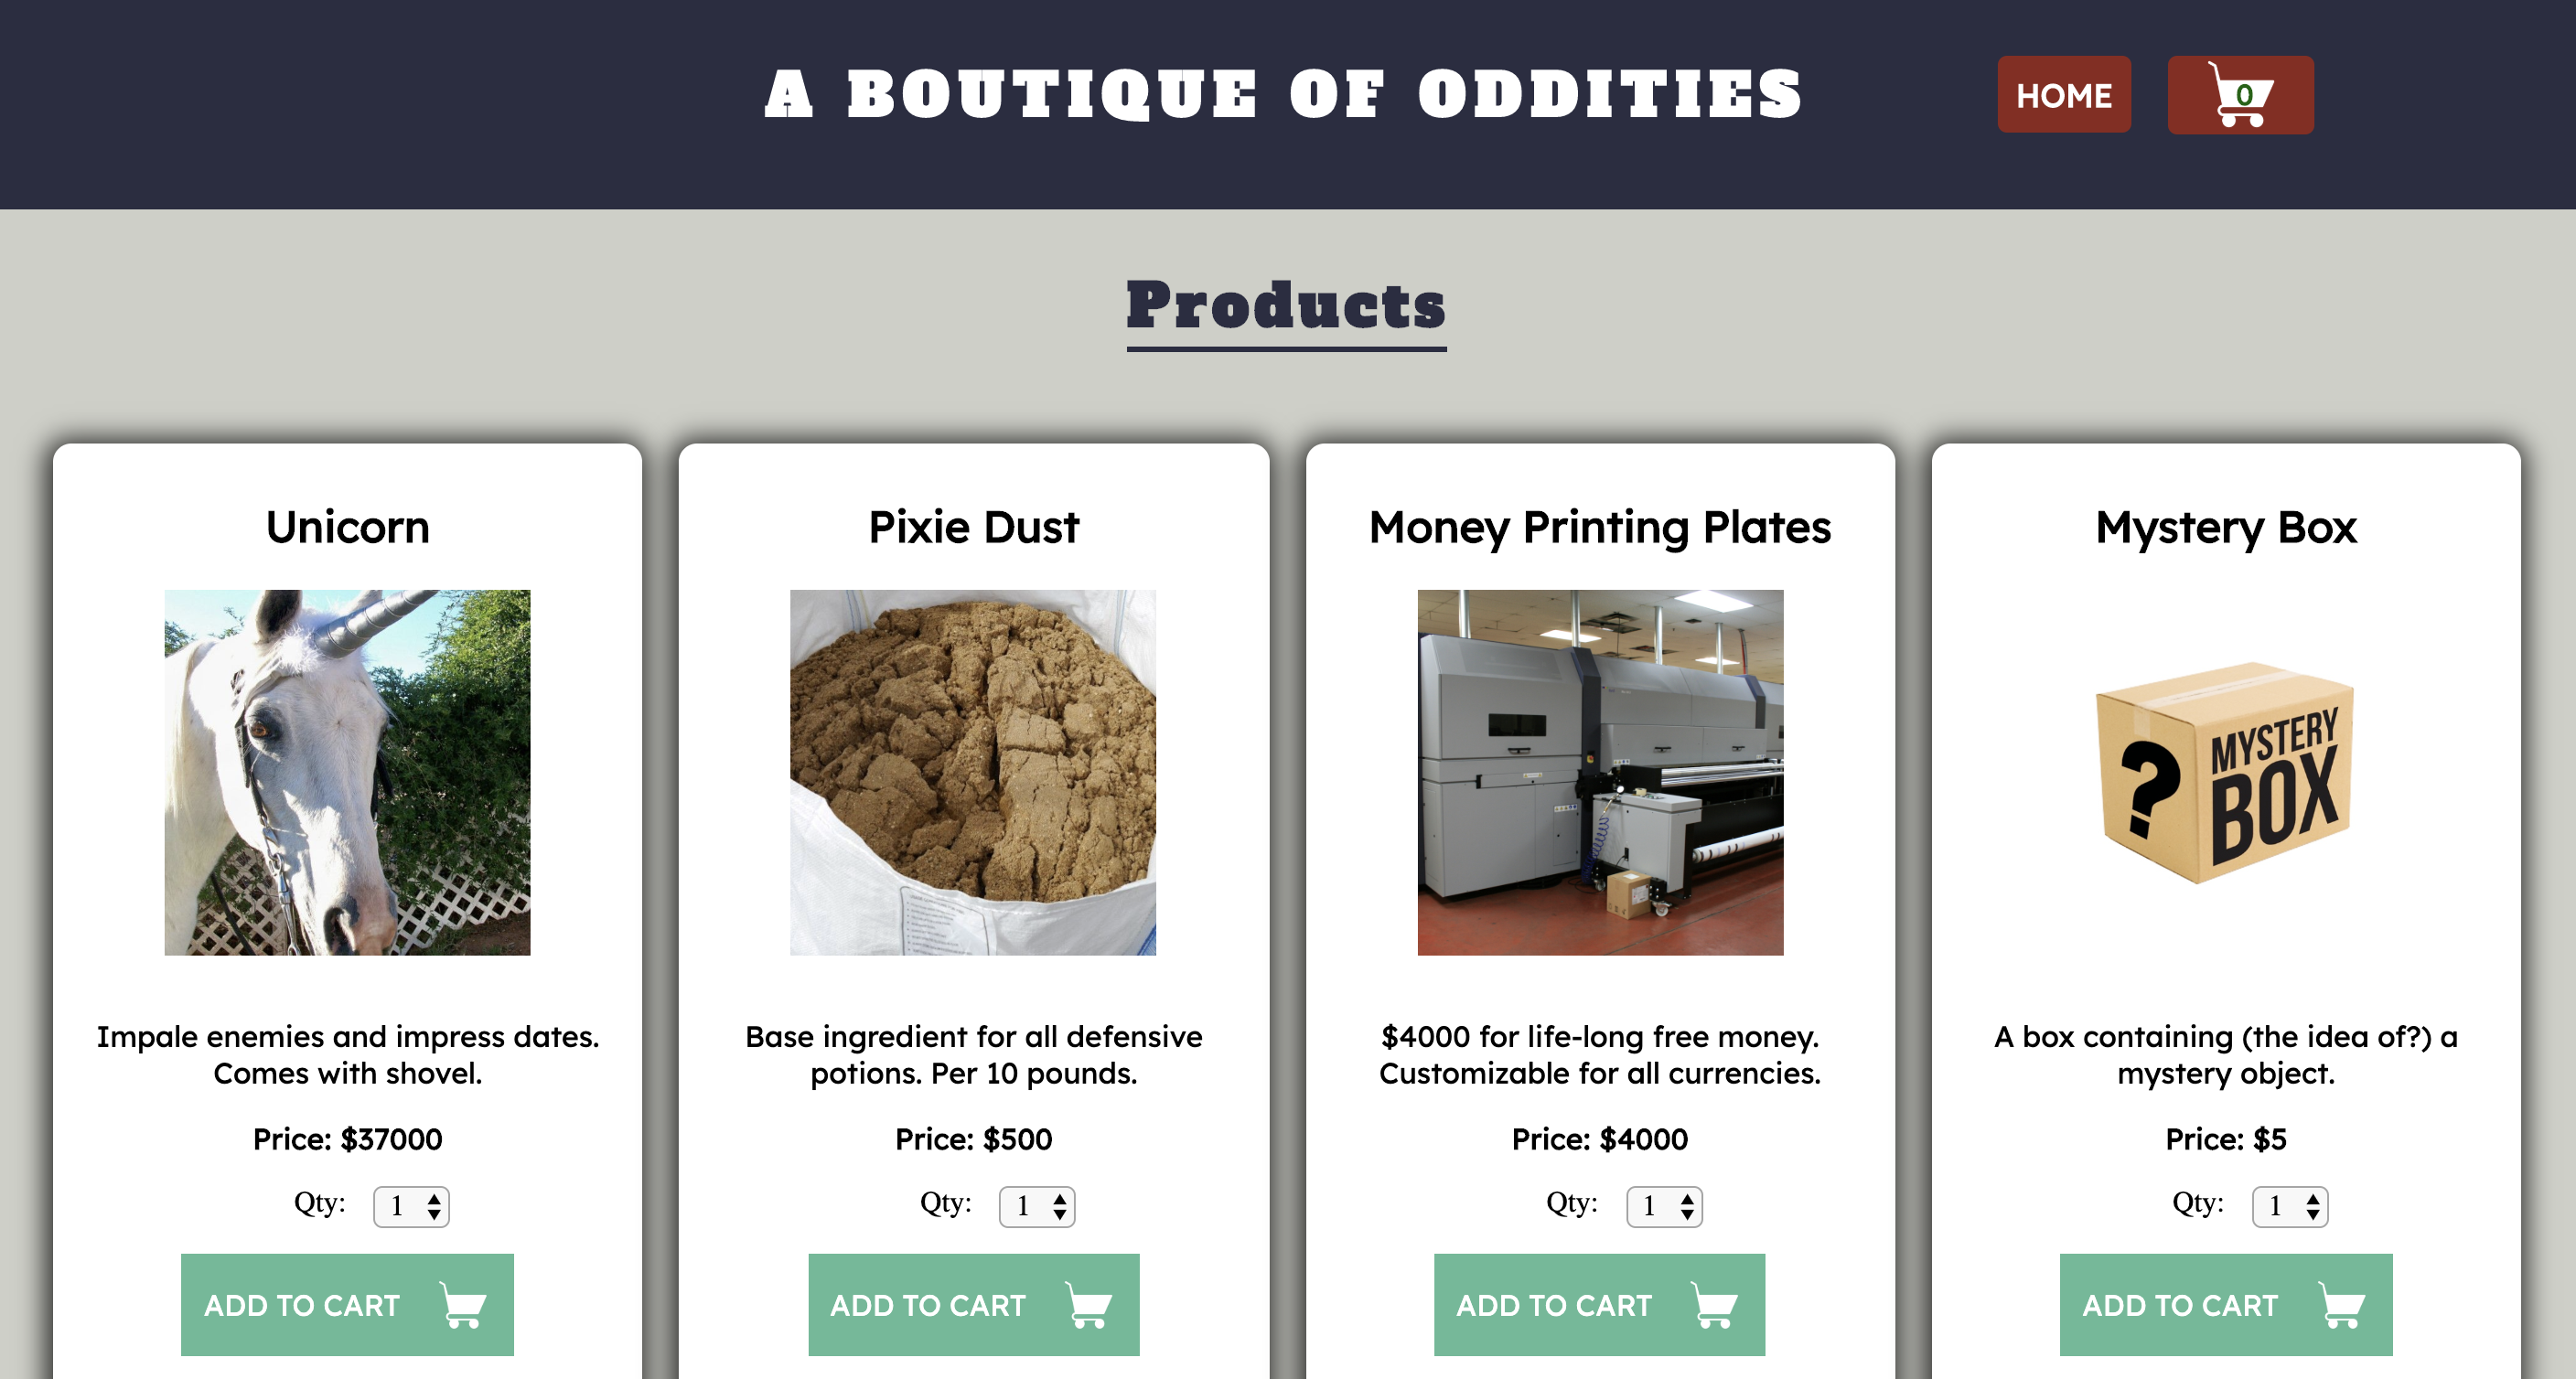 A BOUTIQUE OF ODDITIES
HOME
0
Products
Unicorn
Pixie Dust
Money Printing Plates
Mystery Box
?
MYSTERY
BOX
Impale enemies and impress dates.
Comes with shovel.
Base ingredient for all defensive
potions. Per 10 pounds.
$4000 for life-long free money.
Customizable for all currencies.
A box containing (the idea of?) a
mystery object.
Price: $37000
Price: $500
Price: $4000
Price: $5
Qty: 1
Qty: 1
Qty: 1
Qty: 1
ADD TO CART
ADD TO CART
ADD TO CART
ADD TO CART